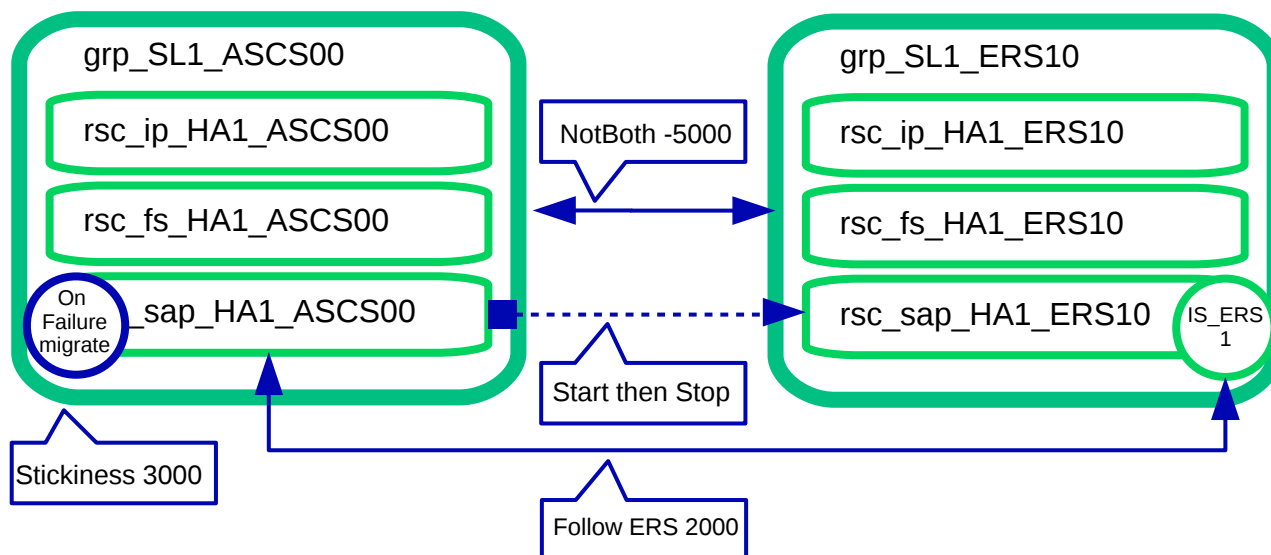 grp_SL1_ASCS00
rsc_ip_HA1_ASCS00
rsc_fs_HA1_ASCS00
On
Failure
migrate
_sap_HA1_ASCS00
Stickiness 3000
NotBoth -5000
Start then Stop
Follow ERS 2000
grp_SL1_ERS10
rsc_ip_HA1_ERS10
rsc_fs_HA1_ERS10
rsc_sap_HA1_ERS10
IS_ERS
1